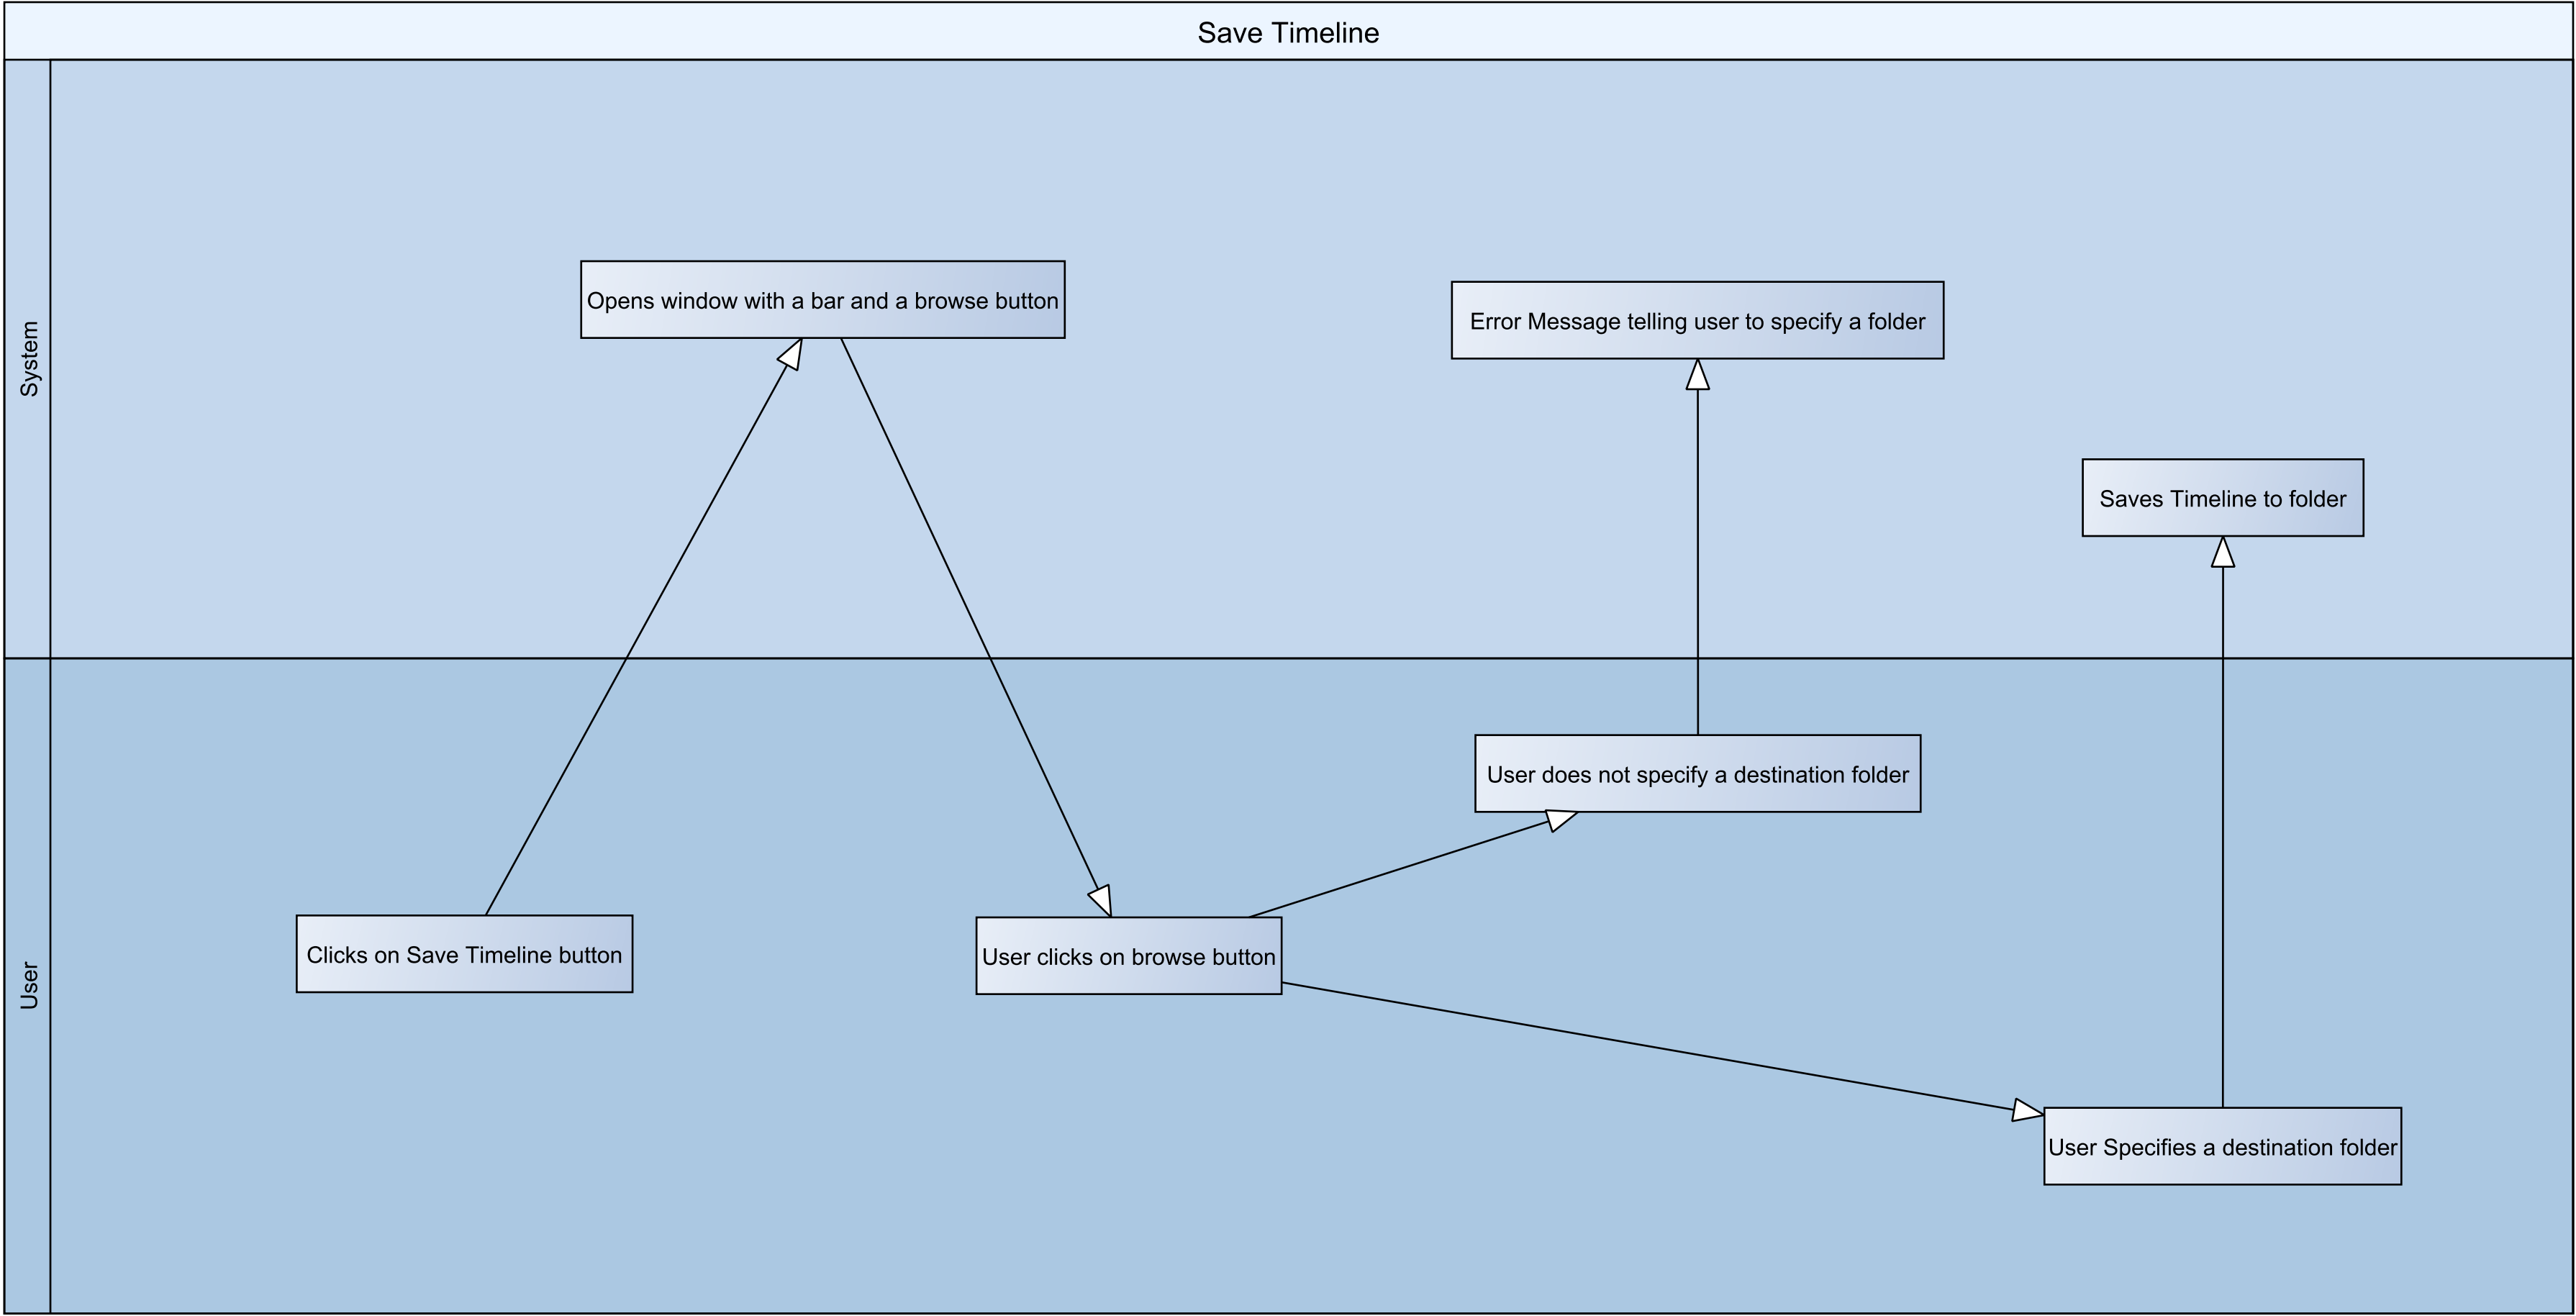 Save Timeline
System
Opens window with a bar and a browse button
Error Message telling user to specify a folder
Saves Timeline to folder
User
User does not specify a destination folder
Clicks on Save Timeline button
User clicks on browse button
User Specifies a destination folder